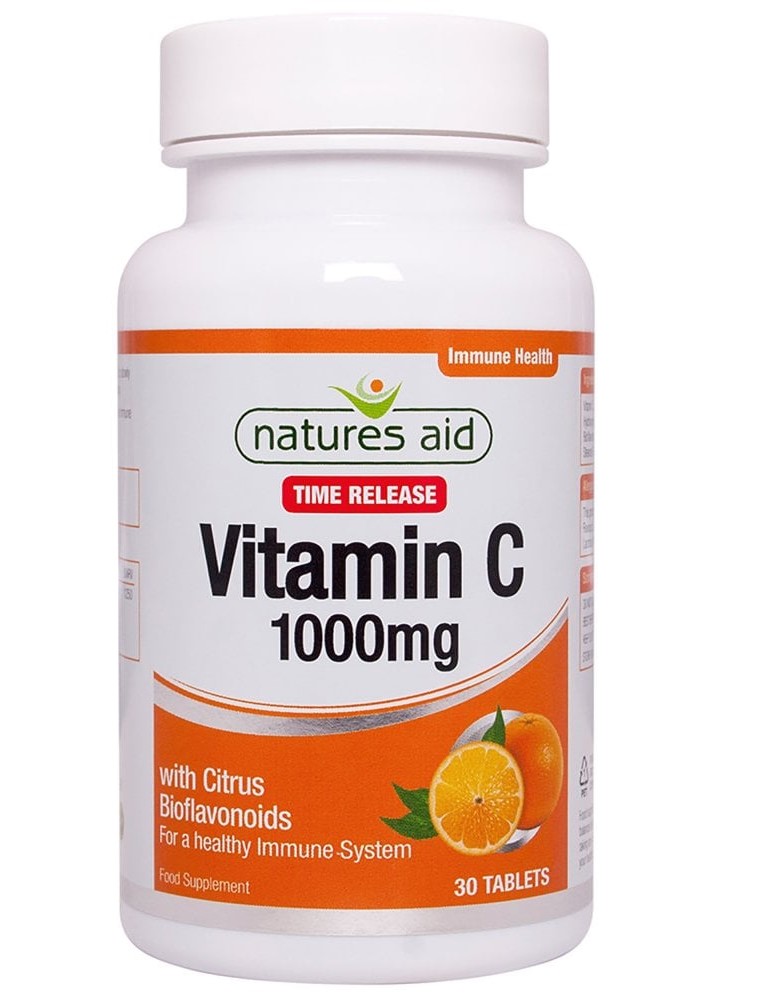 Immune Health
natures aid
TIME RELEASE
Vitamin C
1000mg
with Citrus
Bioflavonoids
For a healthy Immune System
Food Supplement
30 TABLETS
PET